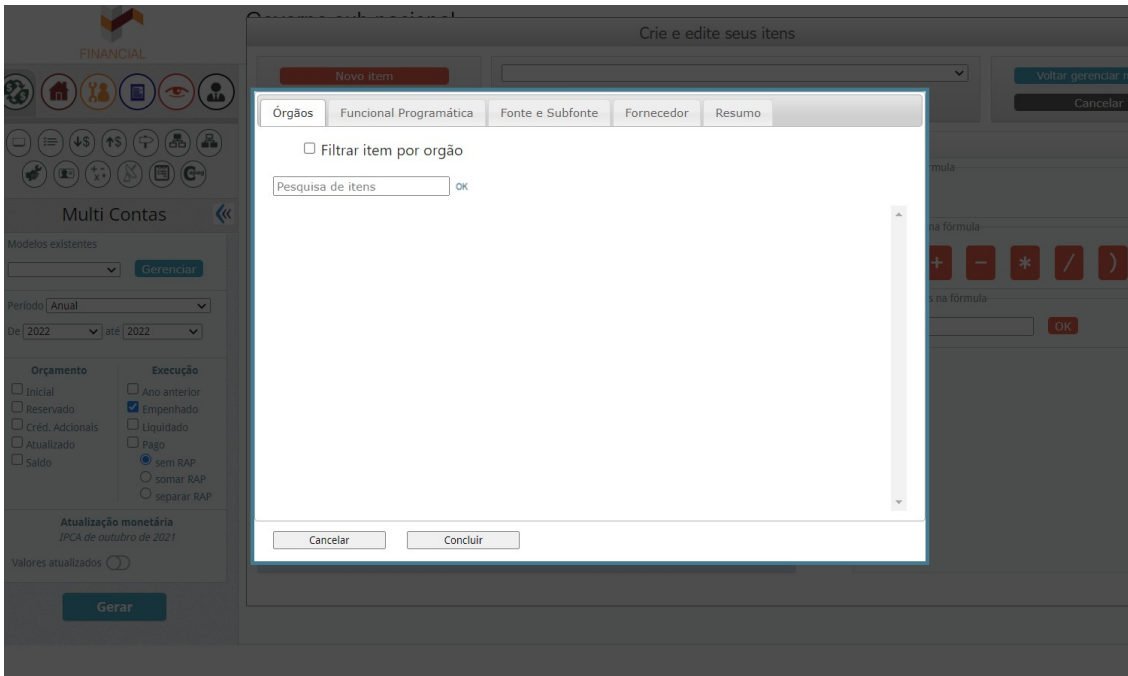 FINANCIAL
Crie e edite seus itens
Novo item
Cancelar
Órgãos
Funcional Programática
Fonte e Subfonte
Fornecedor
Resumo
Filtrar item por orgão
Pesquisa de itens
OK
Cancelar
Concluir
Multi Contas
Modelos existentes
Gerenciar
Período Anual
De 2022 até 2022
Orçamento
Inicial
Reservado
Créd. Adcionais
Atualizado
Saldo
Execução
Ano anterior
Empenhado
Liquidado
Pago
sem RAP
somar RAP
separar RAP
Atualização monetária
IPCA de outubro de 2021
Valores atualizados
Gerar
Voltar gerenciar
na fórmula
+ - * / )
na fórmula
OK